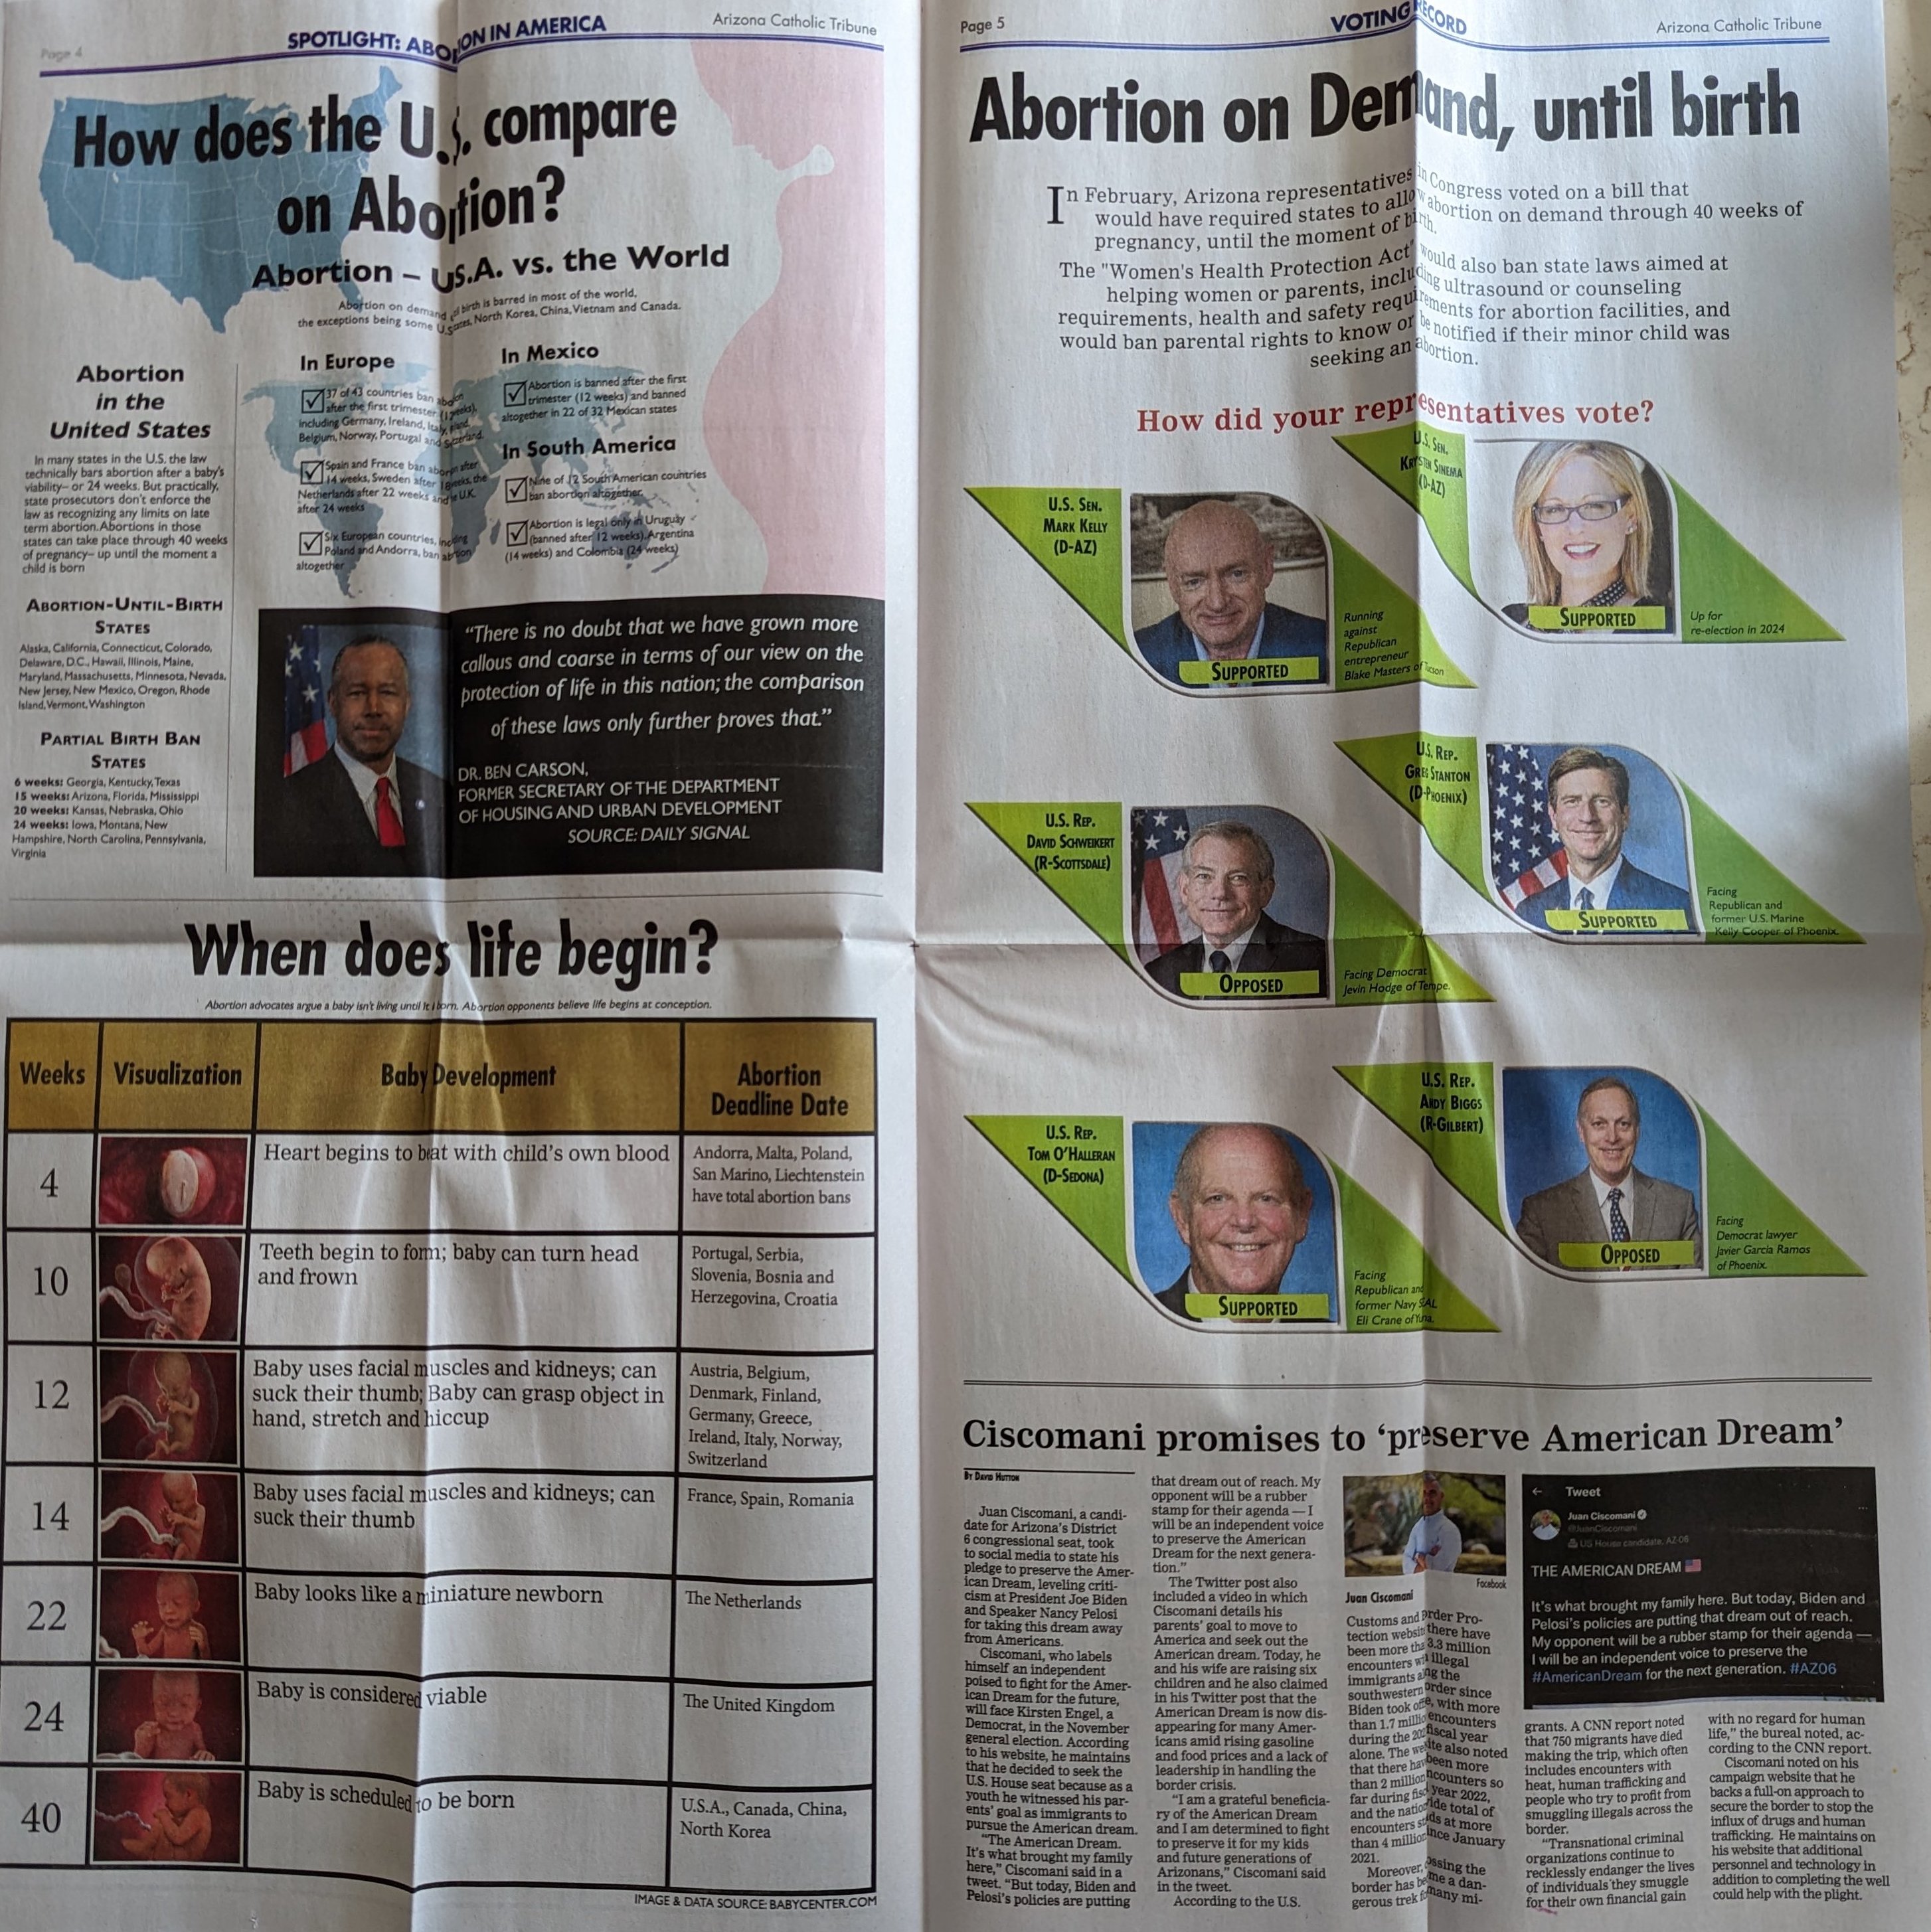 Page 4
SPOTLIGHT: ABORTION IN AMERICA
Arizona Catholic Tribune
How does the U.S. compare
on Abortion?
Abortion – U.S.A. vs. the World
Abortion on demand til birth is barred in most of the world,
the exceptions being some U.S. states, North Korea, China, Vietnam and Canada.
Abortion
in the
United States
In many states in the U.S. the law
technically bars abortion after a baby's
viability– or 24 weeks. But practically,
state prosecutors don't enforce the
law as recognizing any limits on late
term abortion. Abortions in those
states can take place through 40 weeks
of pregnancy– up until the moment a
child is born
ABORTION-UNTIL-BIRTH
STATES
Alaska, California, Connecticut, Colorado,
Delaware, D.C., Hawaii, Illinois, Maine,
Maryland, Massachusetts, Minnesota, Nevada,
New Jersey, New Mexico, Oregon, Rhode
Island, Vermont, Washington
PARTIAL BIRTH BAN
STATES
6 weeks: Georgia, Kentucky, Texas
15 weeks: Arizona, Florida, Mississippi
20 weeks: Kansas, Nebraska, Ohio
24 weeks: Iowa, Montana, New
Hampshire, North Carolina, Pennsylvania,
Virginia
In Europe
37 of 43 countries ban abortion
after the first trimester (12 weeks),
including Germany, Ireland, Italy,
Belgium, Norway, Portugal and Switzerland.
Spain and France ban abortion after
14 weeks, Sweden after 18 weeks, the
Netherlands after 22 weeks and the U.K.
after 24 weeks
Six European countries, including
Poland and Andorra, ban abortion
altogether
In Mexico
Abortion is banned after the first
trimester (12 weeks) and banned
altogether in 22 of 32 Mexican states
In South America
Nine of 12 South American countries
ban abortion altogether.
Abortion is legal only in Uruguay
(banned after 12 weeks), Argentina
(14 weeks) and Colombia (24 weeks)
"There is no doubt that we have grown more
callous and coarse in terms of our view on the
protection of life in this nation; the comparison
of these laws only further proves that."
DR. BEN CARSON,
FORMER SECRETARY OF THE DEPARTMENT
OF HOUSING AND URBAN DEVELOPMENT
SOURCE: DAILY SIGNAL
When does life begin?
Abortion advocates argue a baby isn't living until it is born. Abortion opponents believe life begins at conception.
Weeks
Visualization
Baby Development
Abortion
Deadline Date
4
Heart begins to beat with child's own blood
Andorra, Malta, Poland,
San Marino, Liechtenstein
have total abortion bans
10
Teeth begin to form; baby can turn head
and frown
Portugal, Serbia,
Slovenia, Bosnia and
Herzegovina, Croatia
12
Baby uses facial muscles and kidneys; can
suck their thumb; Baby can grasp object in
hand, stretch and hiccup
Austria, Belgium,
Denmark, Finland,
Germany, Greece,
Ireland, Italy, Norway,
Switzerland
14
Baby uses facial muscles and kidneys; can
suck their thumb
France, Spain, Romania
22
Baby looks like a miniature newborn
The Netherlands
24
Baby is considered viable
The United Kingdom
40
Baby is scheduled to be born
U.S.A., Canada, China,
North Korea
IMAGE & DATA SOURCE: BABYCENTER.COM
Page 5
VOTING RECORD
Arizona Catholic Tribune
Abortion on Demand, until birth
In February, Arizona representatives in Congress voted on a bill that
would have required states to allow abortion on demand through 40 weeks of
pregnancy, until the moment of birth.
The "Women's Health Protection Act" would also ban state laws aimed at
helping women or parents, including ultrasound or counseling
requirements, health and safety requirements for abortion facilities, and
would ban parental rights to know or be notified if their minor child was
seeking an abortion.
How did your representatives vote?
U.S. SEN.
MARK KELLY
(D-AZ)
SUPPORTED
Running
against
Republican
entrepreneur
Blake Masters of Tucson
U.S. SEN.
KRYSTEN SINEMA
(D-AZ)
SUPPORTED
Up for
re-election in 2024
U.S. REP.
DAVID SCHWEIKERT
(R-SCOTTSDALE)
OPPOSED
Facing Democrat
Jevin Hodge of Tempe.
U.S. REP.
GREG STANTON
(D-PHOENIX)
SUPPORTED
Facing
Republican and
former U.S. Marine
Kelly Cooper of Phoenix.
U.S. REP.
TOM O'HALLERAN
(D-SEDONA)
SUPPORTED
Facing
Republican and
former Navy SEAL
Eli Crane of Yuma.
U.S. REP.
ANDY BIGGS
(R-GILBERT)
OPPOSED
Facing
Democrat lawyer
Javier Garcia Ramos
of Phoenix.
Ciscomani promises to 'preserve American Dream'
BY DAVID HUTTON
Juan Ciscomani, a candi-
date for Arizona's District
6 congressional seat, took
to social media to state his
pledge to preserve the Amer-
ican Dream, leveling criti-
cism at President Joe Biden
and Speaker Nancy Pelosi
for taking this dream away
from Americans.
Ciscomani, who labels
himself an independent
poised to fight for the Amer-
ican Dream for the future,
will face Kirsten Engel, a
Democrat, in the November
general election. According
to his website, he maintains
that he decided to seek the
U.S. House seat because as a
youth he witnessed his par-
ents' goal as immigrants to
pursue the American dream.
"The American Dream.
It's what brought my family
here," Ciscomani said in a
tweet. "But today, Biden and
Pelosi's policies are putting
that dream out of reach. My
opponent will be a rubber
stamp for their agenda — I
will be an independent voice
to preserve the American
Dream for the next genera-
tion."
The Twitter post also
included a video in which
Ciscomani details his
parents' goal to move to
America and seek out the
American dream. Today, he
and his wife are raising six
children and he also claimed
in his Twitter post that the
American Dream is now dis-
appearing for many Amer-
icans amid rising gasoline
and food prices and a lack of
leadership in handling the
border crisis.
"I am a grateful beneficia-
ry of the American Dream
and I am determined to fight
to preserve it for my kids
and future generations of
Arizonans," Ciscomani said
in the tweet.
According to the U.S.
Facebook
Juan Ciscomani
Customs and Border Pro-
tection website there have
been more than 3.3 million
encounters with illegal
immigrants along the
southwestern border since
Biden took office, with more
than 1.7 million encounters
during the 2021 fiscal year
alone. The website also noted
that there have been more
than 2 million encounters so
far during fiscal year 2022,
and the nationwide total of
encounters stands at more
than 4 million since January
2021.
Moreover, crossing the
border has become a dan-
gerous trek for many mi-
Tweet
Juan Ciscomani
@JuanCiscomani
US House candidate, AZ-06
THE AMERICAN DREAM 🇺🇸
It's what brought my family here. But today, Biden and
Pelosi's policies are putting that dream out of reach.
My opponent will be a rubber stamp for their agenda —
I will be an independent voice to preserve the
#AmericanDream for the next generation. #AZ06
grants. A CNN report noted
that 750 migrants have died
making the trip, which often
includes encounters with
heat, human trafficking and
people who try to profit from
smuggling illegals across the
border.
"Transnational criminal
organizations continue to
recklessly endanger the lives
of individuals they smuggle
for their own financial gain
with no regard for human
life," the bureal noted, ac-
cording to the CNN report.
Ciscomani noted on his
campaign website that he
backs a full-on approach to
secure the border to stop the
influx of drugs and human
trafficking. He maintains on
his website that additional
personnel and technology in
addition to completing the well
could help with the plight.